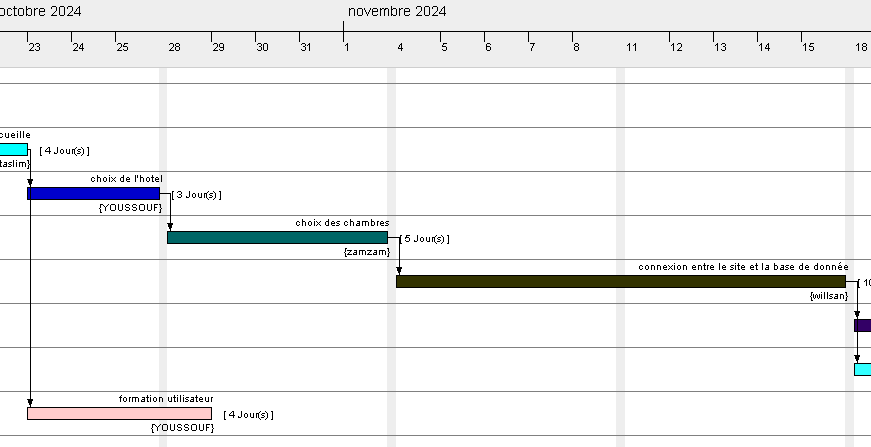 octobre 2024
novembre 2024
23 24 25 28 29 30 31 1 4 5 6 7 8 11 12 13 14 15 18
cueille
[ 4 Jour(s) ]
taslim}
choix de l'hotel
[ 3 Jour(s) ]
{YOUSSOUF}
choix des chambres
[ 5 Jour(s) ]
{zamzam}
connexion entre le site et la base de donnée
[ 10
{willsan}
formation utilisateur
[ 4 Jour(s) ]
{YOUSSOUF}